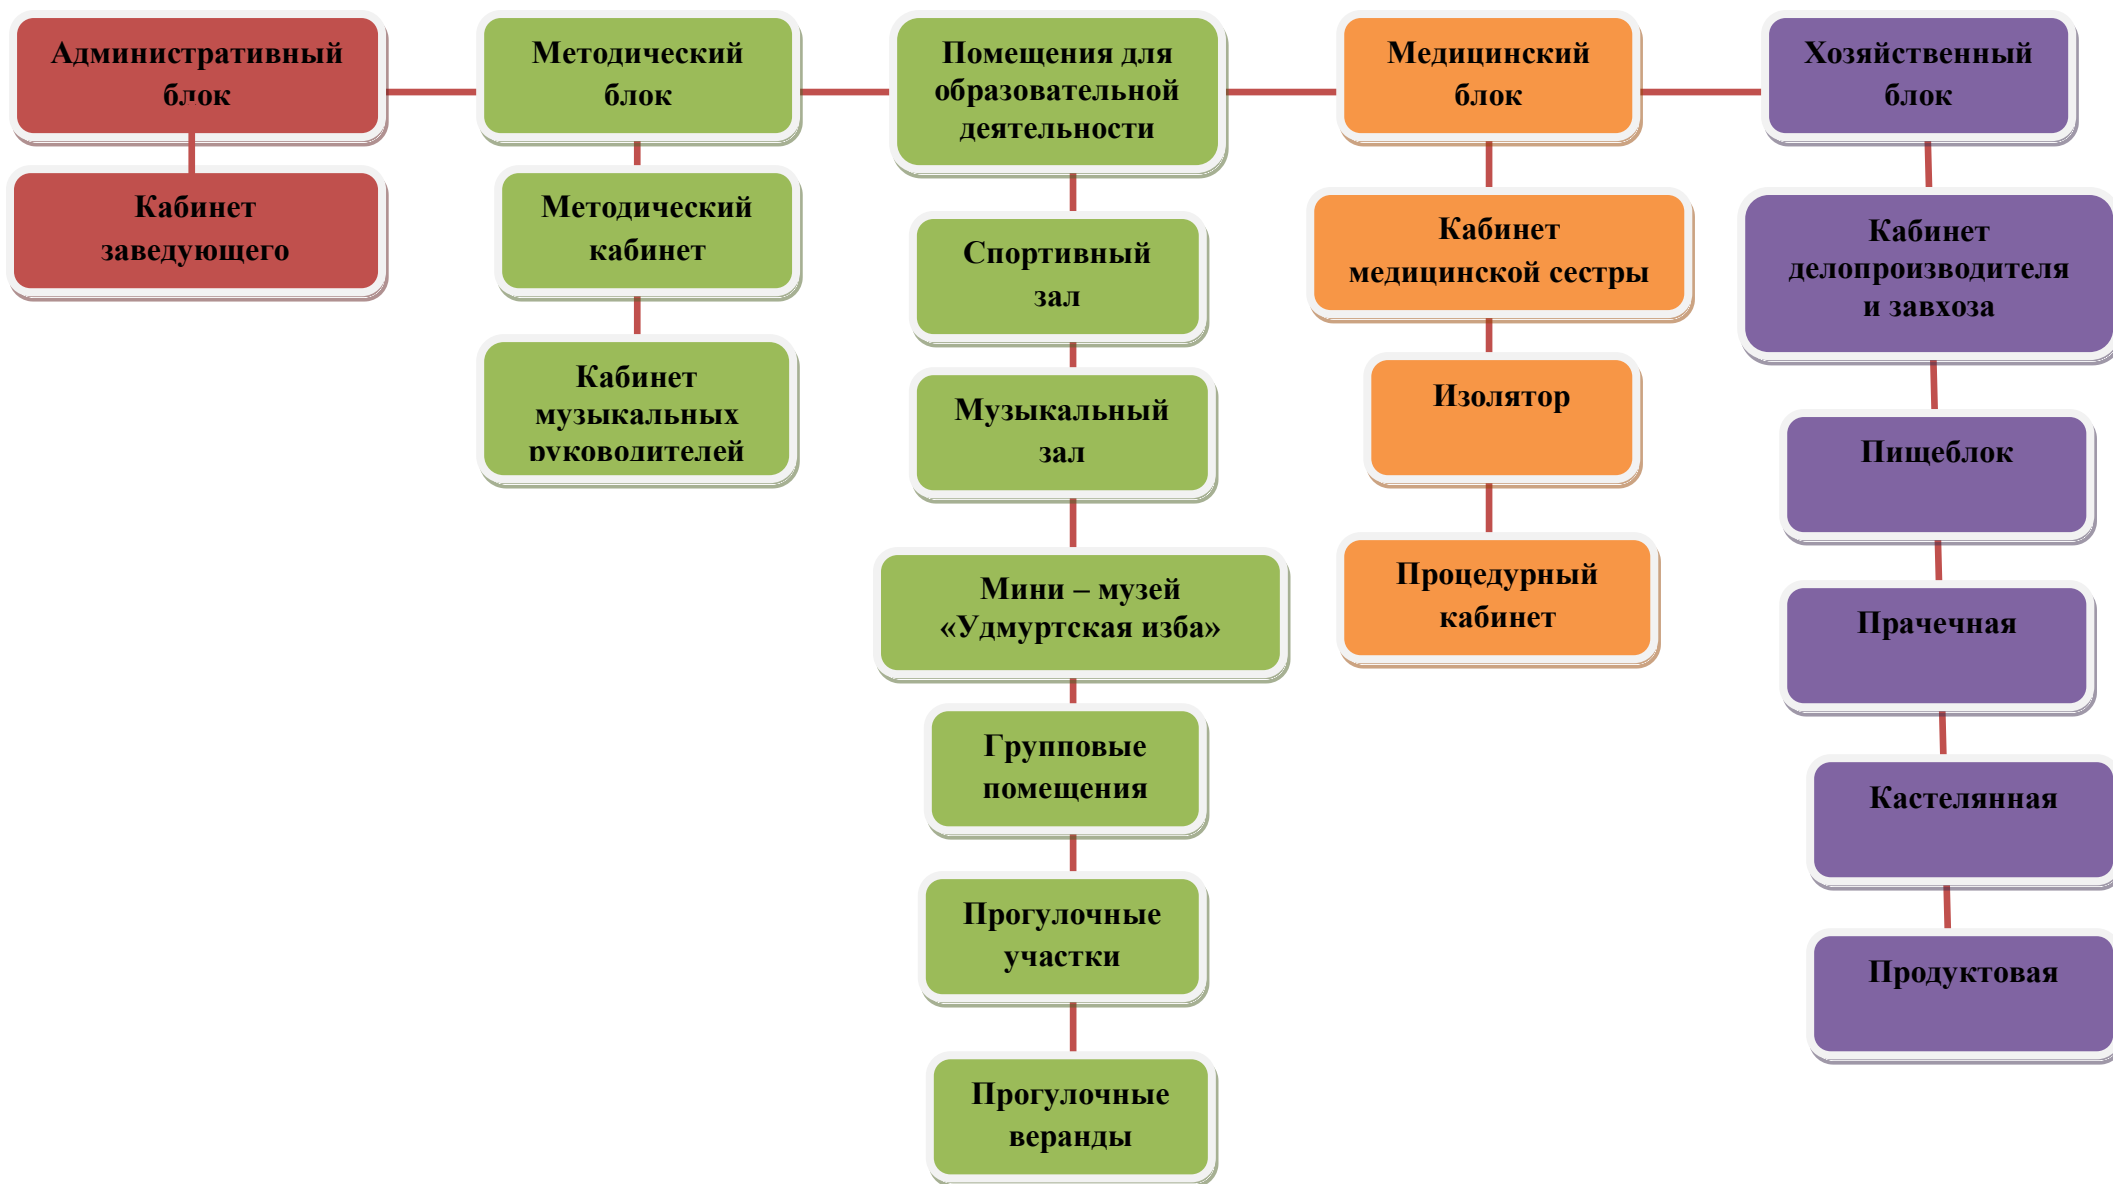 Административный
блок
Методический
блок
Помещения для
образовательной
деятельности
Медицинский
блок
Хозяйственный
блок
Кабинет
заведующего
Методический
кабинет
Кабинет
музыкальных
руководителей
Спортивный
зал
Музыкальный
зал
Мини – музей
«Удмуртская изба»
Групповые
помещения
Прогулочные
участки
Прогулочные
веранды
Кабинет
медицинской сестры
Изолятор
Процедурный
кабинет
Кабинет
делопроизводителя
и завхоза
Пищеблок
Прачечная
Кастелянная
Продуктовая